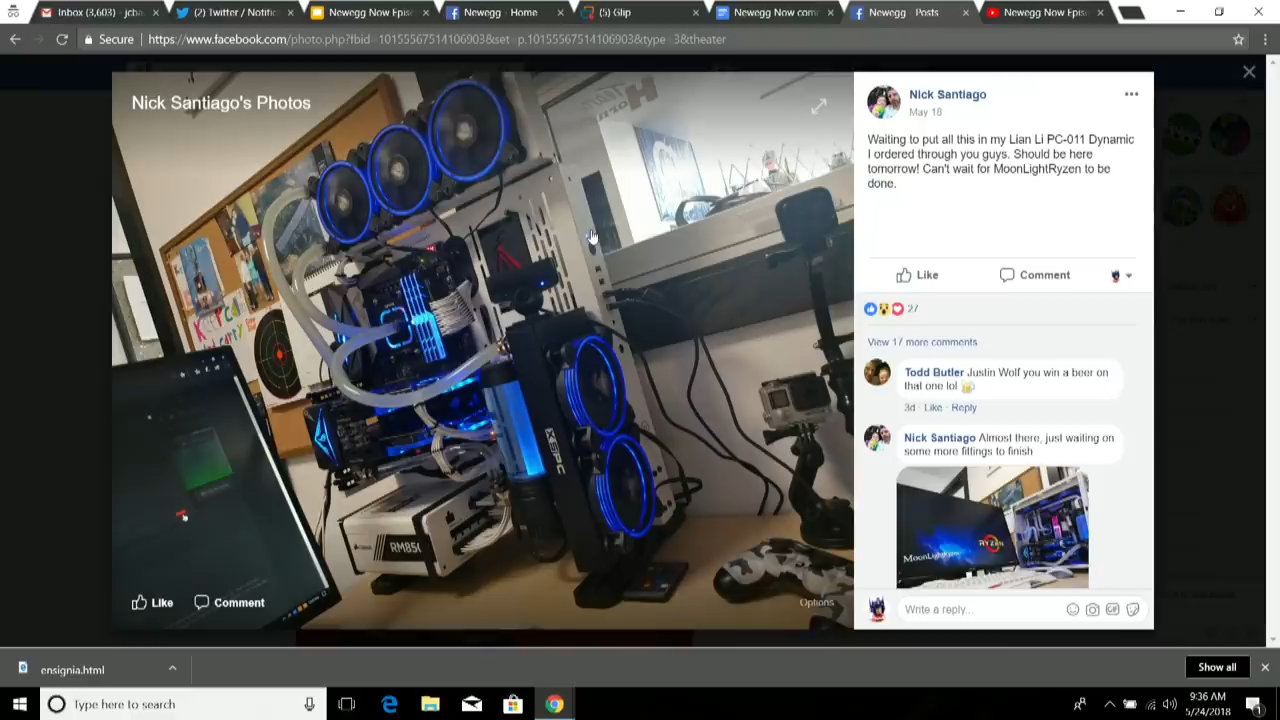 Inbox (3,603) - jcba
(2) Twitter / Notific
Newegg Now Epis
Newegg - Home
(5) Glip
Newegg Now com
Newegg - Posts
Newegg Now Epis
Secure
https://www.facebook.com/photo.php?fbid=10155567514106903&set=p.10155567514106903&type=3&theater
Nick Santiago's Photos
Nick Santiago
May 18
Waiting to put all this in my Lian Li PC-011 Dynamic
I ordered through you guys. Should be here
tomorrow! Can't wait for MoonLightRyzen to be
done.
Like
Comment
27
View 17 more comments
Todd Butler Justin Wolf you win a beer on
that one lol
3d · Like · Reply
Nick Santiago Almost there, just waiting on
some more fittings to finish
RYZEN
MoonLightRyzen
XSPC
Like
Comment
Options
Write a reply...
GIF
ensignia.html
Show all
Type here to search
9:36 AM
5/24/2018
1